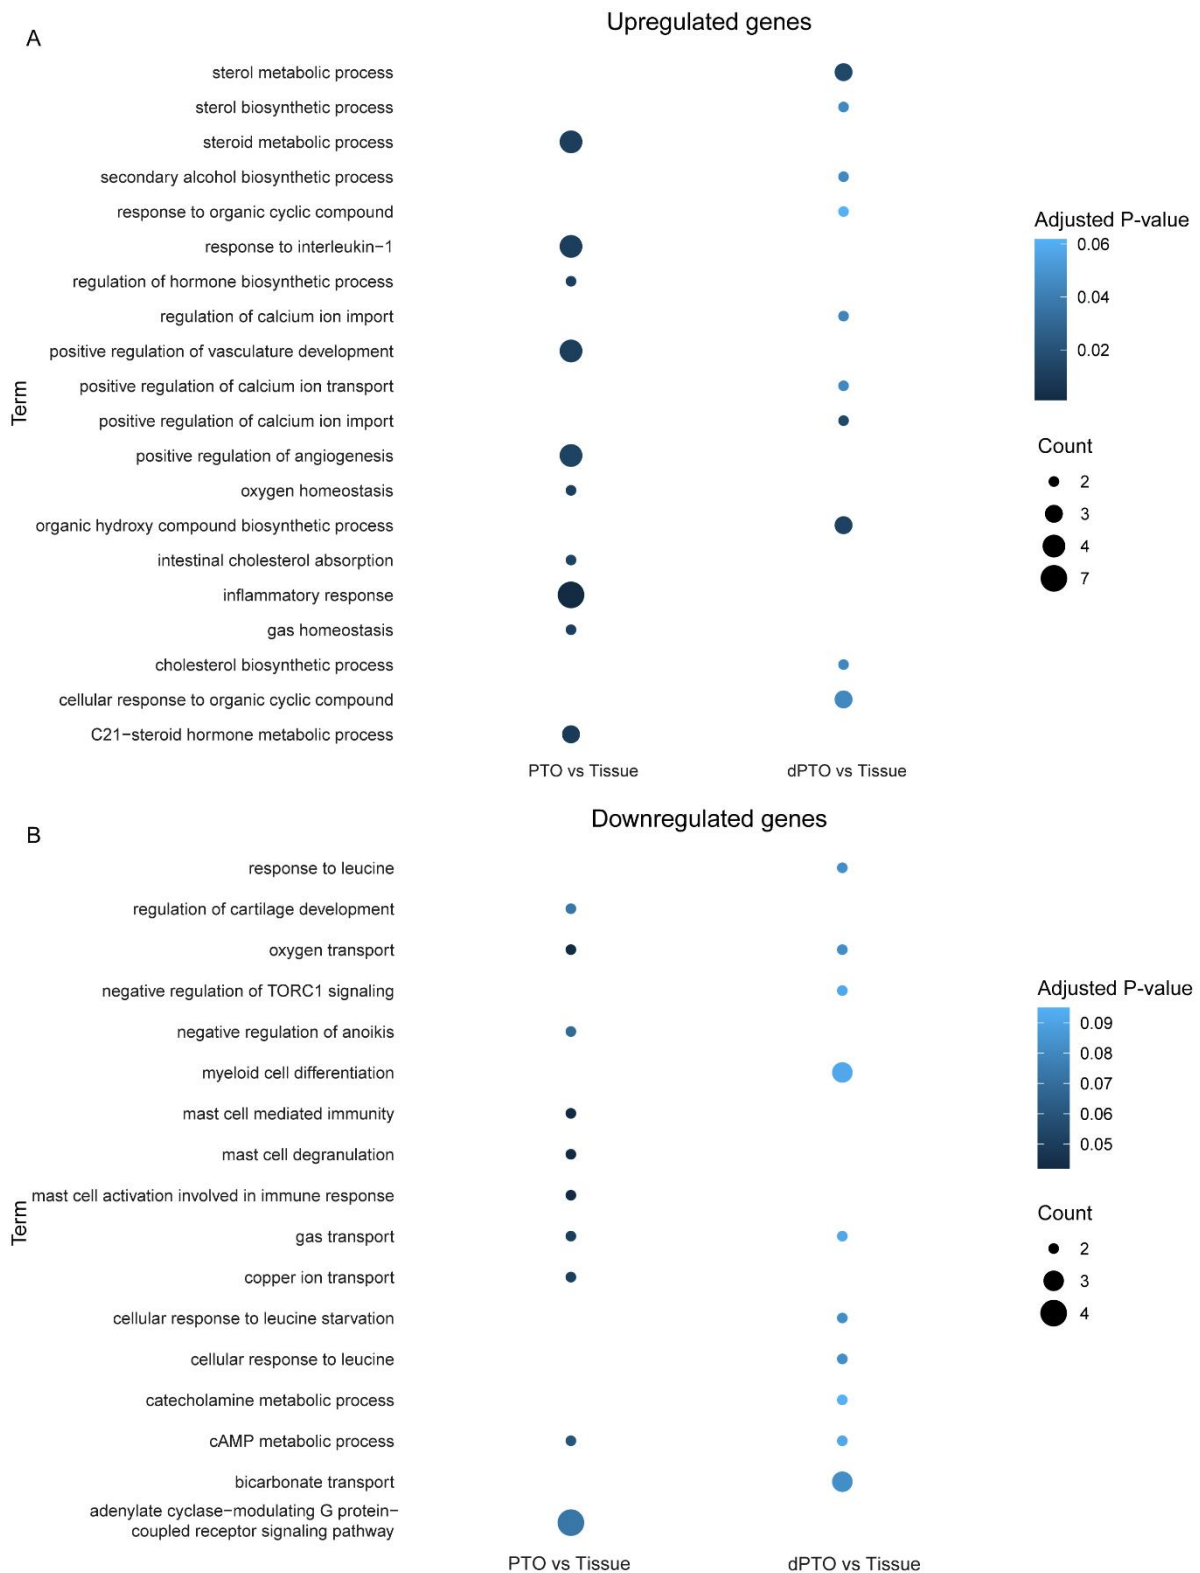 A
Upregulated genes
sterol metabolic process
sterol biosynthetic process
steroid metabolic process
secondary alcohol biosynthetic process
response to organic cyclic compound
response to interleukin−1
regulation of hormone biosynthetic process
regulation of calcium ion import
positive regulation of vasculature development
positive regulation of calcium ion transport
positive regulation of calcium ion import
positive regulation of angiogenesis
oxygen homeostasis
organic hydroxy compound biosynthetic process
intestinal cholesterol absorption
inflammatory response
gas homeostasis
cholesterol biosynthetic process
cellular response to organic cyclic compound
C21−steroid hormone metabolic process
Term
PTO vs Tissue
dPTO vs Tissue
Adjusted P-value
0.06
0.04
0.02
Count
2
3
4
7
B
Downregulated genes
response to leucine
regulation of cartilage development
oxygen transport
negative regulation of TORC1 signaling
negative regulation of anoikis
myeloid cell differentiation
mast cell mediated immunity
mast cell degranulation
mast cell activation involved in immune response
gas transport
copper ion transport
cellular response to leucine starvation
cellular response to leucine
catecholamine metabolic process
cAMP metabolic process
bicarbonate transport
adenylate cyclase−modulating G protein−
coupled receptor signaling pathway
Term
PTO vs Tissue
dPTO vs Tissue
Adjusted P-value
0.09
0.08
0.07
0.06
0.05
Count
2
3
4